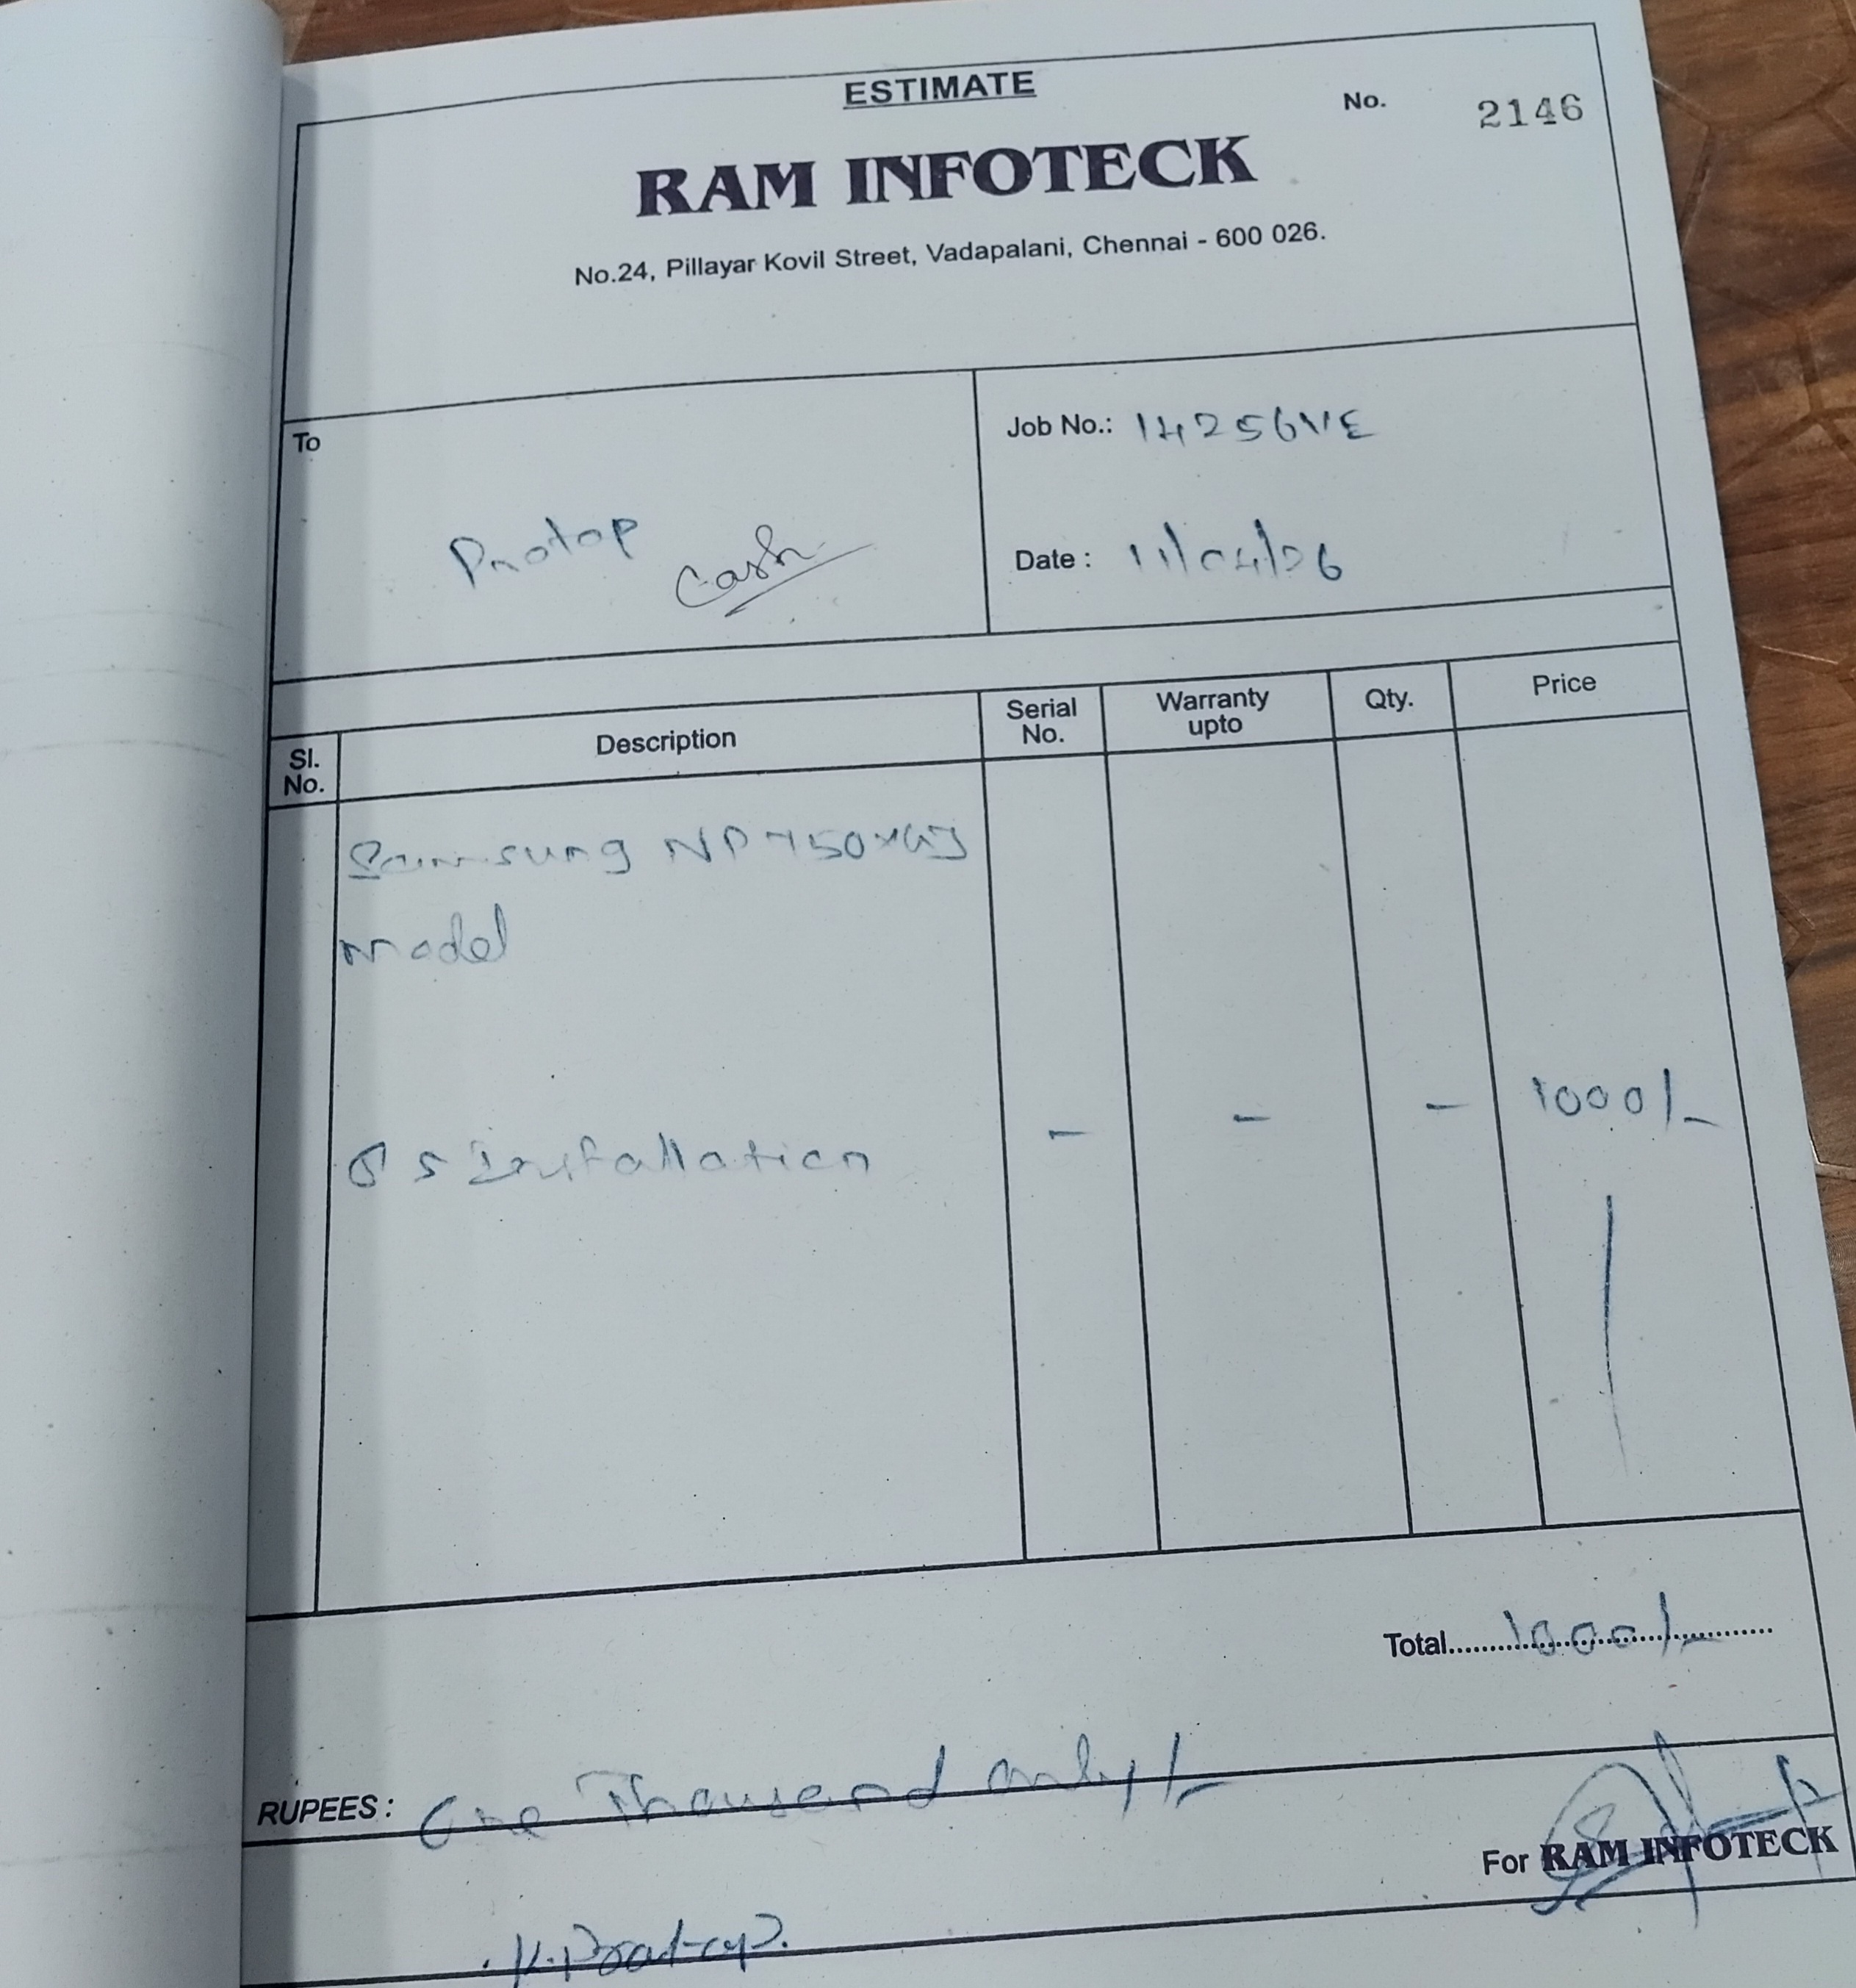 ESTIMATE
No. 2146
RAM INFOTECK
No.24, Pillayar Kovil Street, Vadapalani, Chennai - 600 026.
To
Job No.: 14256VE
Pratap
Cash
Date : 11/04/26
Sl. No. Description Serial No. Warranty upto Qty. Price
Samsung
model
OS Installation - - - 1000/-
Total 1000/-
RUPEES : One Thousand only/-
For RAM INFOTECK
K. Pratap.